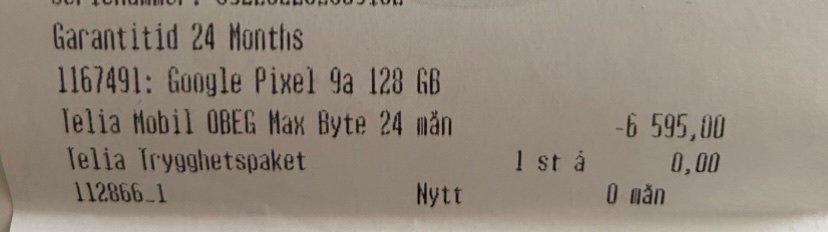 Garantitid 24 Months
1167491: Google Pixel 9a 128 GB
Telia Mobil OBEG Max Byte 24 mån -6 595,00
Telia Trygghetspaket 1 st á 0,00
112866_1 Nytt 0 mån